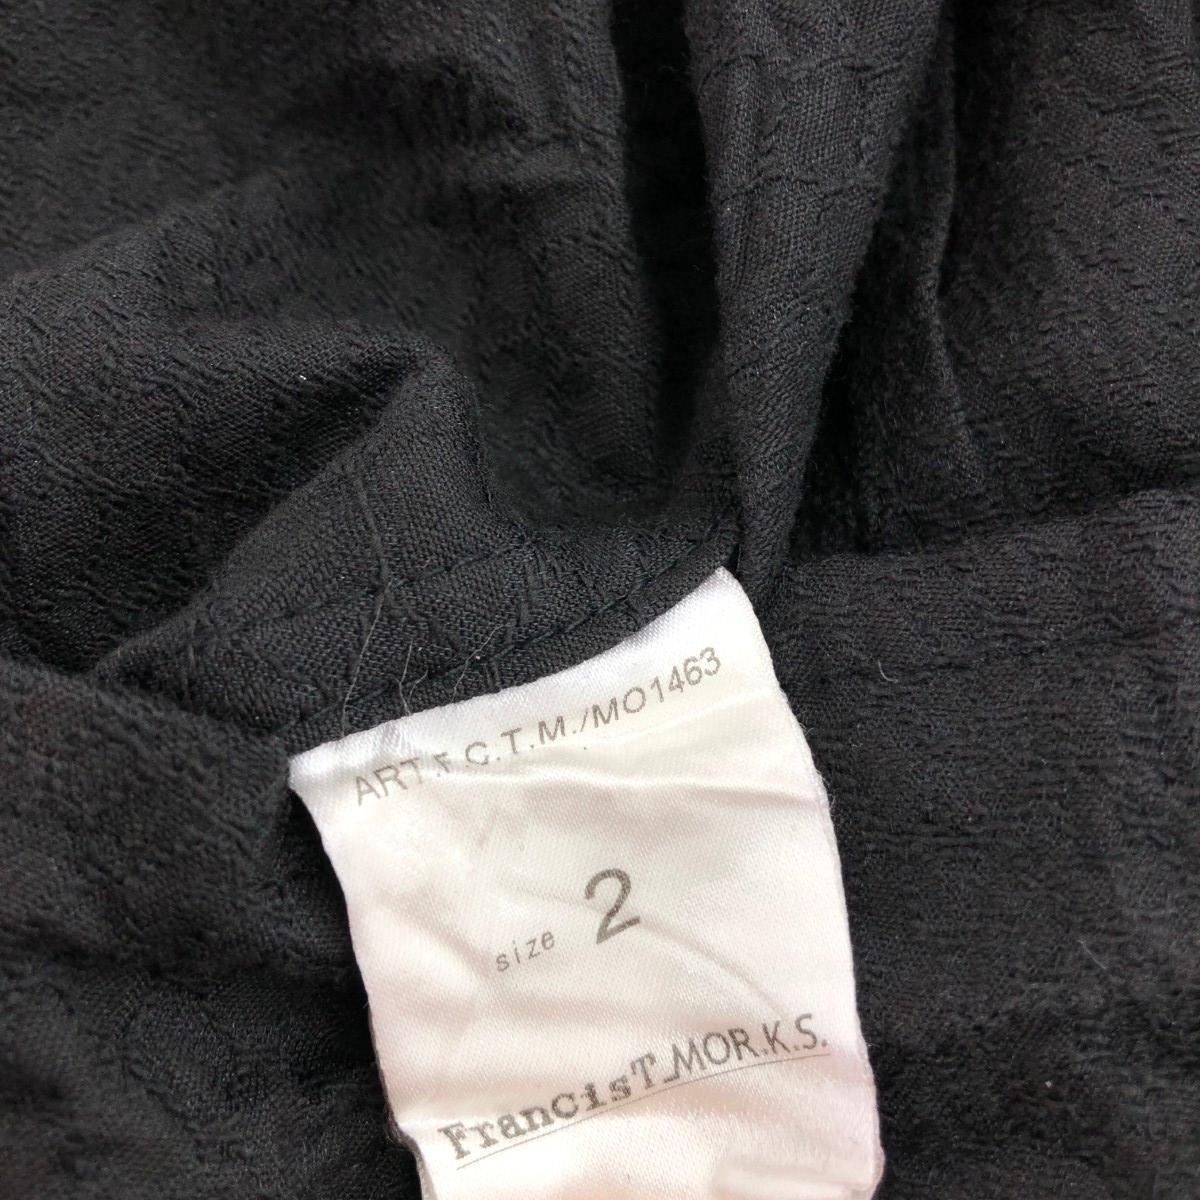 ART.F.C.T.M./MO1463
size 2
FrancisT_MOR.K.S.